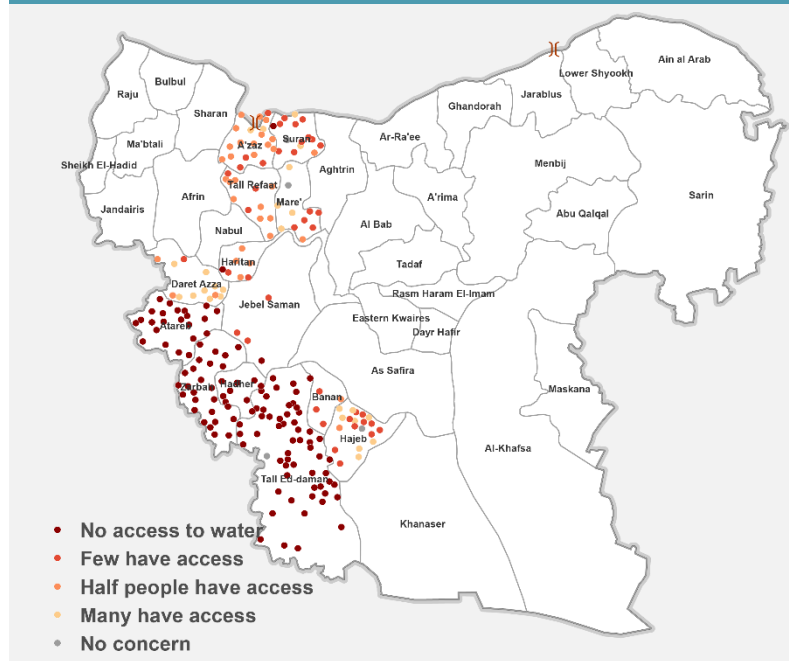 Ain al Arab
Lower Shyookh
Bulbul
Raju
Jarablus
Ghandorah
Sharan
Ar-Ra'ee
Suran
A'zaz
Ma'btali
Menbij
Sheikh El-Hadid
Aghtrin
Tall Refaat
Sarin
Afrin
A'rima
Mare'
Jandairis
Abu Qalqal
Al Bab
Nabul
Haritan
Tadaf
Daret Azza
Rasm Haram El-Imam
Jebel Saman
Eastern Kwaires
Atareb
Dayr Hafir
As Safira
Hadher
Maskana
Banan
Hajeb
Al-Khafsa
Tall Ed-daman
Khanaser
No access to water
Few have access
Half people have access
Many have access
No concern